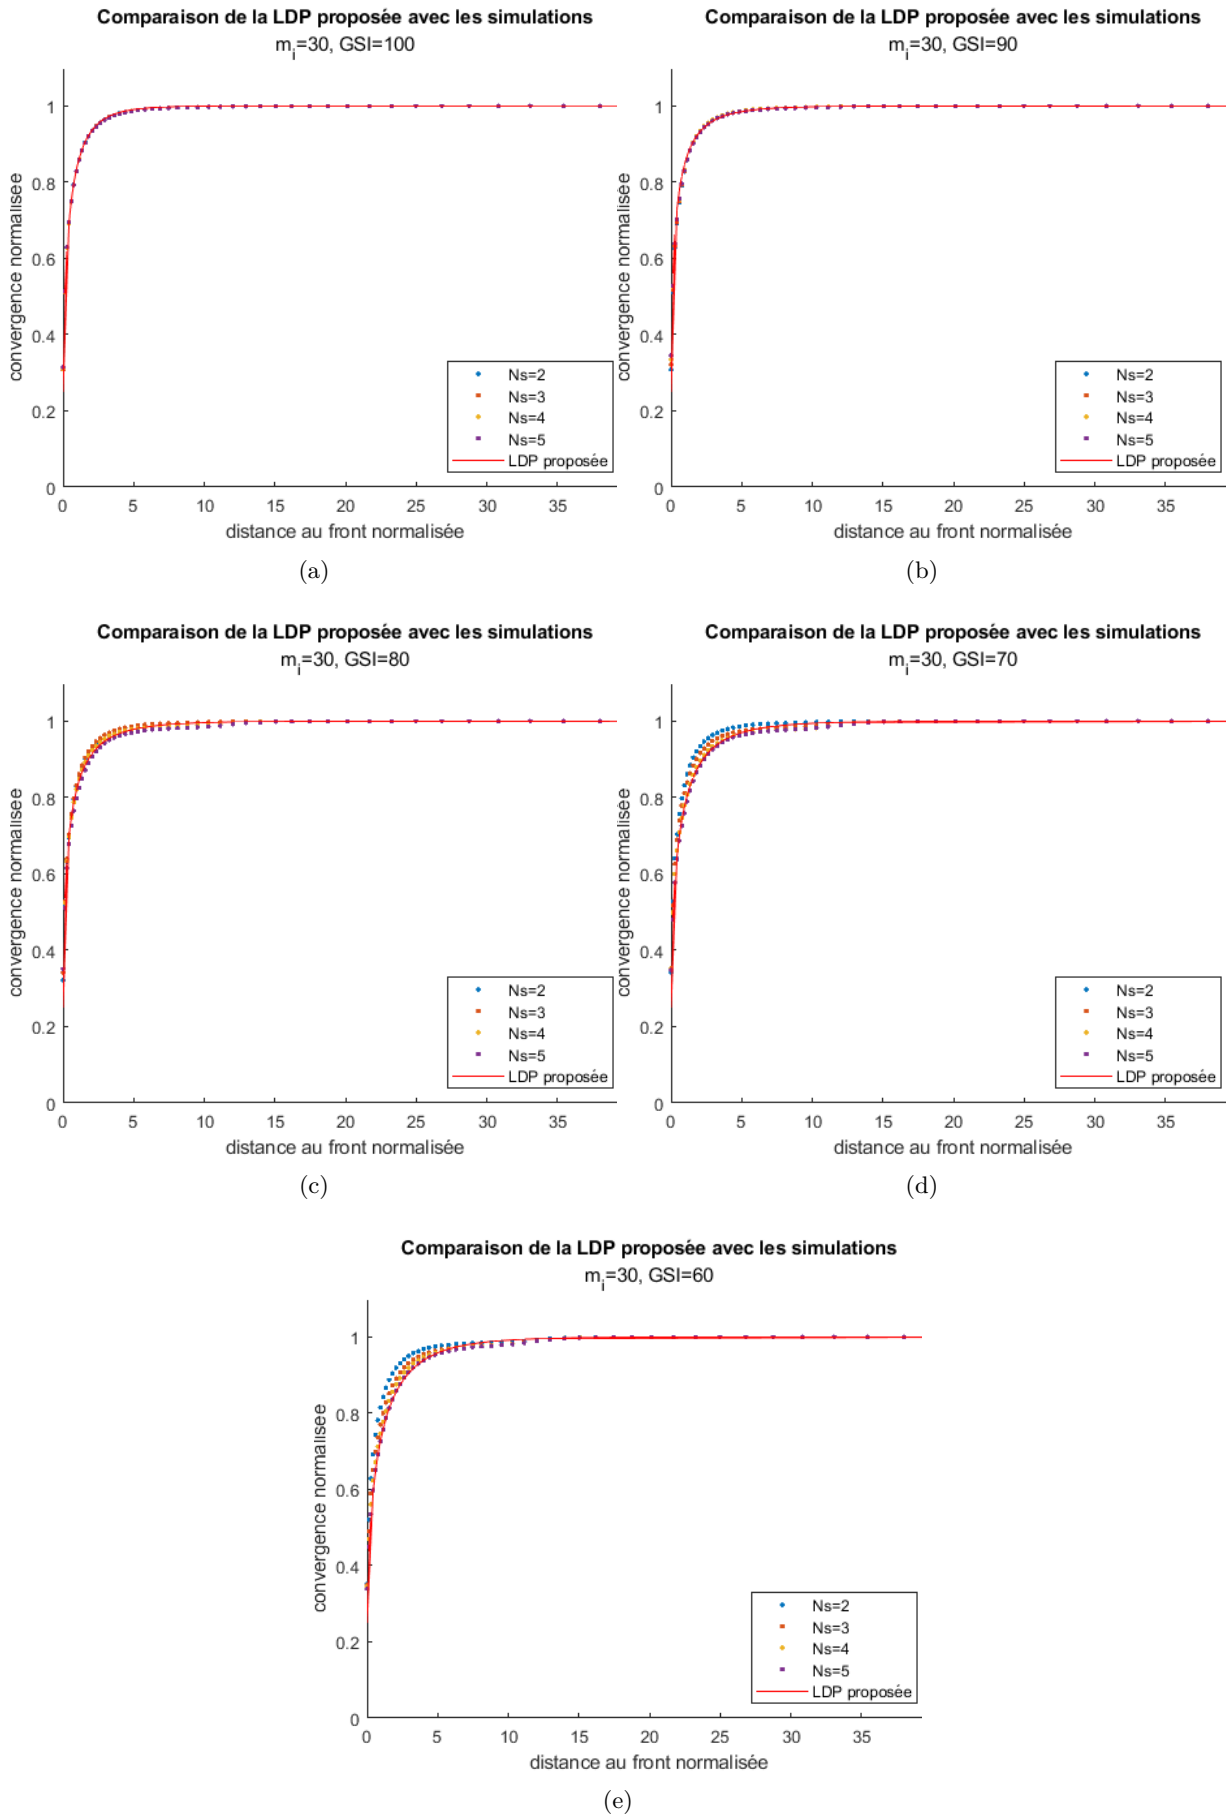 Comparaison de la LDP proposée avec les simulations
m_i=30, GSI=100
convergence normalisée
1
0.8
0.6
0.4
0.2
0
0 5 10 15 20 25 30 35
distance au front normalisée
Ns=2
Ns=3
Ns=4
Ns=5
LDP proposée
(a)
Comparaison de la LDP proposée avec les simulations
m_i=30, GSI=90
convergence normalisée
1
0.8
0.6
0.4
0.2
0
0 5 10 15 20 25 30 35
distance au front normalisée
Ns=2
Ns=3
Ns=4
Ns=5
LDP proposée
(b)
Comparaison de la LDP proposée avec les simulations
m_i=30, GSI=80
convergence normalisée
1
0.8
0.6
0.4
0.2
0
0 5 10 15 20 25 30 35
distance au front normalisée
Ns=2
Ns=3
Ns=4
Ns=5
LDP proposée
(c)
Comparaison de la LDP proposée avec les simulations
m_i=30, GSI=70
convergence normalisée
1
0.8
0.6
0.4
0.2
0
0 5 10 15 20 25 30 35
distance au front normalisée
Ns=2
Ns=3
Ns=4
Ns=5
LDP proposée
(d)
Comparaison de la LDP proposée avec les simulations
m_i=30, GSI=60
convergence normalisée
1
0.8
0.6
0.4
0.2
0
0 5 10 15 20 25 30 35
distance au front normalisée
Ns=2
Ns=3
Ns=4
Ns=5
LDP proposée
(e)